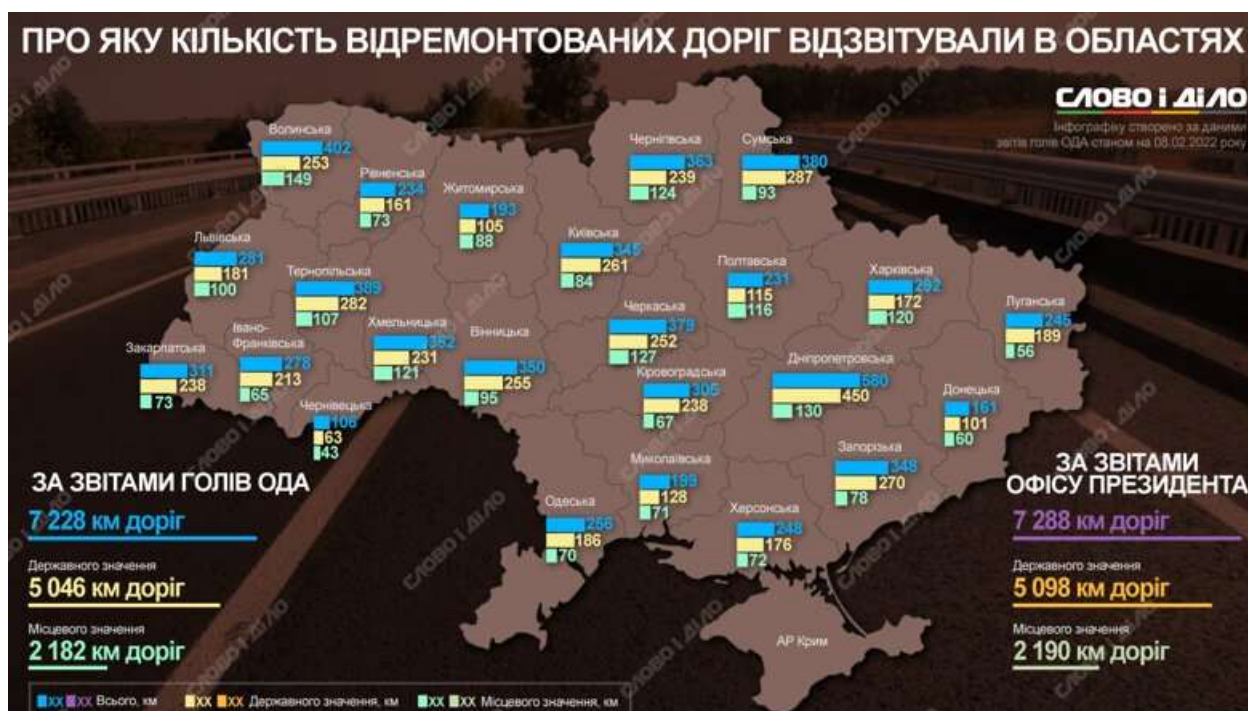 ПРО ЯКУ КІЛЬКІСТЬ ВІДРЕМОНТОВАНИХ ДОРІГ ВІДЗВІТУВАЛИ В ОБЛАСТЯХ
СЛОВО і ДІЛО
Інфографіку створено за даними
звітів голів ОДА станом на 08.02.2022 року
Волинська
402
253
149
Рівненська
234
161
73
Житомирська
193
105
88
Чернігівська
363
239
124
Сумська
380
287
93
Львівська
281
181
100
Тернопільська
389
282
107
Хмельницька
352
231
121
Київська
345
261
84
Полтавська
231
115
116
Харківська
292
172
120
Луганська
245
189
56
Закарпатська
311
238
73
Івано-
Франківська
278
213
65
Чернівецька
106
63
43
Вінницька
350
255
95
Черкаська
379
252
127
Кіровоградська
305
238
67
Дніпропетровська
580
450
130
Донецька
161
101
60
Запорізька
348
270
78
Миколаївська
199
128
71
Одеська
256
186
70
Херсонська
248
176
72
АР Крим
ЗА ЗВІТАМИ ГОЛІВ ОДА
7 228 км доріг
Державного значення
5 046 км доріг
Місцевого значення
2 182 км доріг
ЗА ЗВІТАМИ
ОФІСУ ПРЕЗИДЕНТА
7 288 км доріг
Державного значення
5 098 км доріг
Місцевого значення
2 190 км доріг
XX XX Всього, км XX XX Державного значення, км XX XX Місцевого значення, км